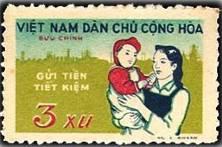 VIỆT NAM DÂN CHỦ CỘNG HÒA
BƯU CHÍNH
GỬI TIỀN
TIẾT KIỆM
3 XU